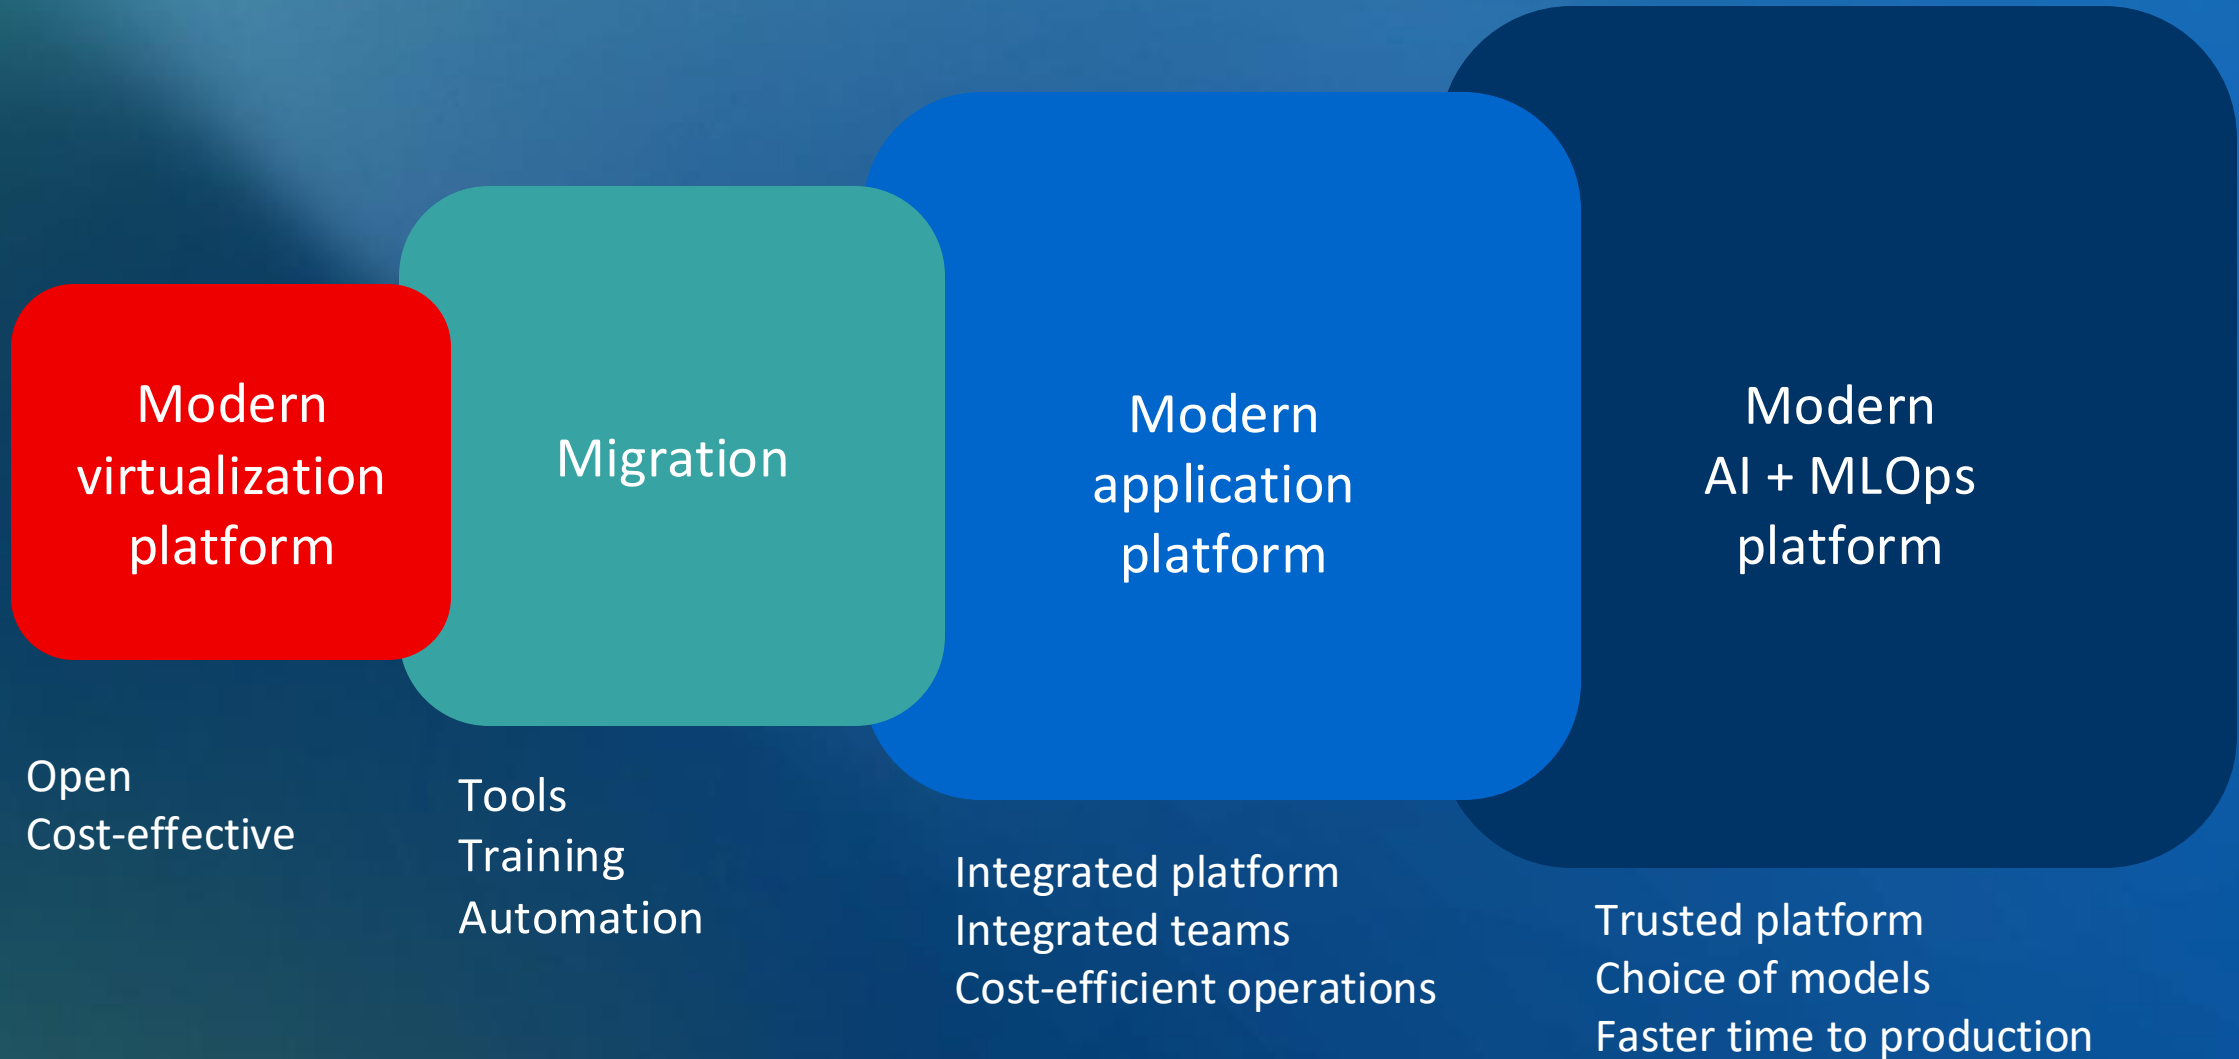 Modern
virtualization
platform
Migration
Modern
application
platform
Modern
AI + MLOps
platform
Open
Cost-effective
Tools
Training
Automation
Integrated platform
Integrated teams
Cost-efficient operations
Trusted platform
Choice of models
Faster time to production